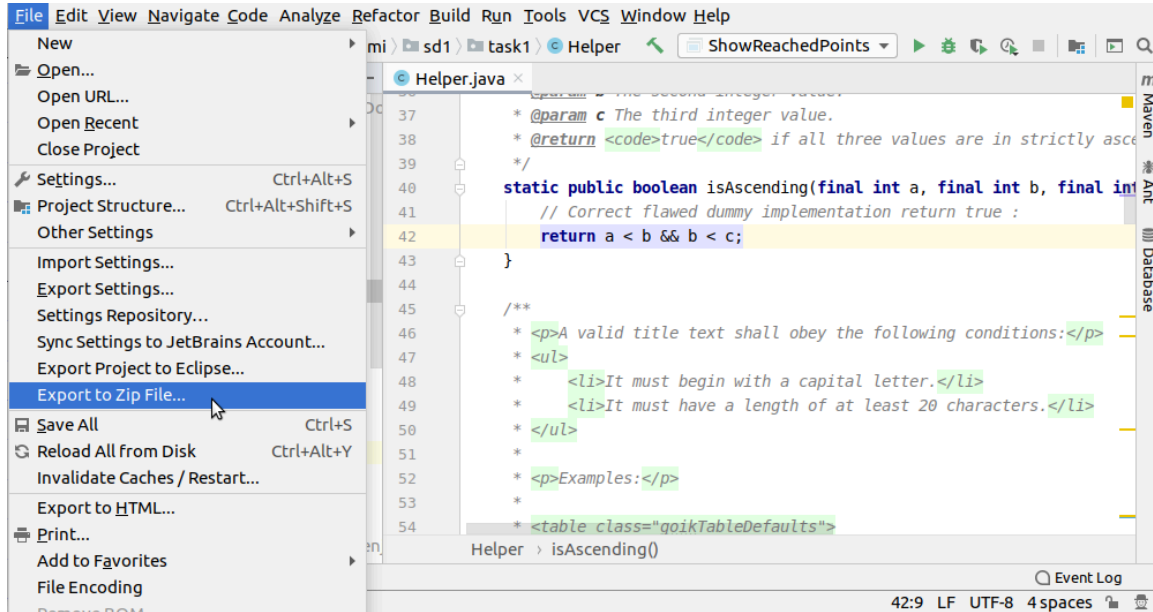 File Edit View Navigate Code Analyze Refactor Build Run Tools VCS Window Help
mi sd1 task1 Helper ShowReachedPoints
New
Open...
Open URL...
Open Recent
Close Project
Settings... Ctrl+Alt+S
Project Structure... Ctrl+Alt+Shift+S
Other Settings
Import Settings...
Export Settings...
Settings Repository...
Sync Settings to JetBrains Account...
Export Project to Eclipse...
Export to Zip File...
Save All Ctrl+S
Reload All from Disk Ctrl+Alt+Y
Invalidate Caches / Restart...
Export to HTML...
Print...
Add to Favorites
File Encoding
Remove BOM
Helper.java
@param b The second integer value.
37 * @param c The third integer value.
38 * @return <code>true</code> if all three values are in strictly asce
39 */
40 static public boolean isAscending(final int a, final int b, final int
41 // Correct flawed dummy implementation return true :
42 return a < b && b < c;
43 }
44
45 /**
46 * <p>A valid title text shall obey the following conditions:</p>
47 * <ul>
48 * <li>It must begin with a capital letter.</li>
49 * <li>It must have a length of at least 20 characters.</li>
50 * </ul>
51 *
52 * <p>Examples:</p>
53 *
54 * <table class="goikTableDefaults">
Helper › isAscending()
Maven
Ant
Database
Event Log
42:9 LF UTF-8 4 spaces